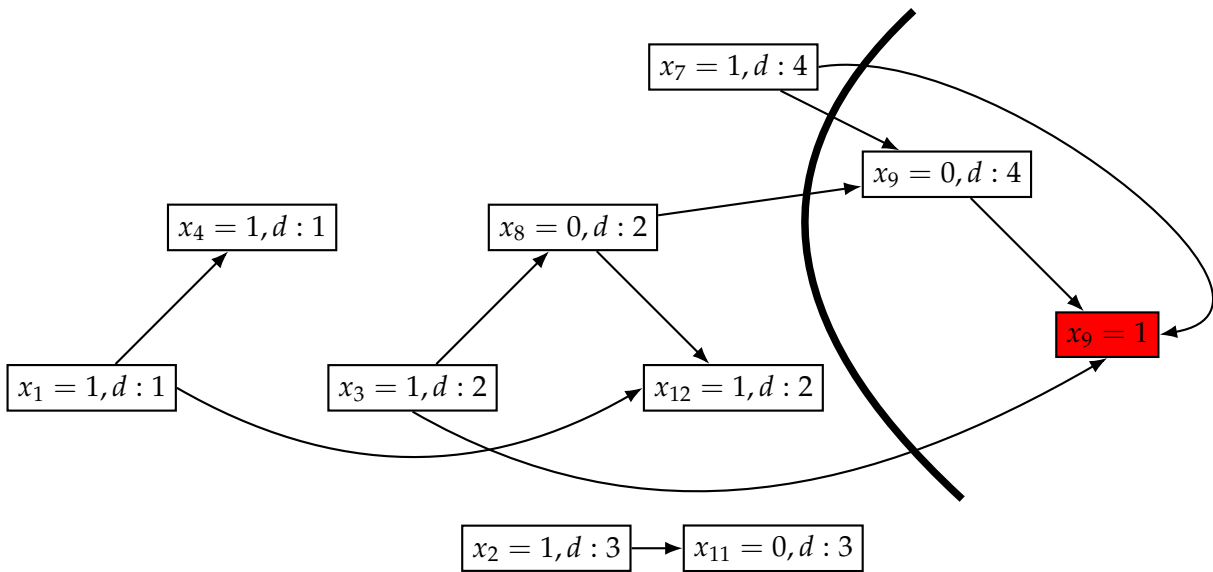 x₇ = 1, d : 4
x₉ = 0, d : 4
x₄ = 1, d : 1
x₈ = 0, d : 2
x₉ = 1
x₁ = 1, d : 1
x₃ = 1, d : 2
x₁₂ = 1, d : 2
x₂ = 1, d : 3
x₁₁ = 0, d : 3